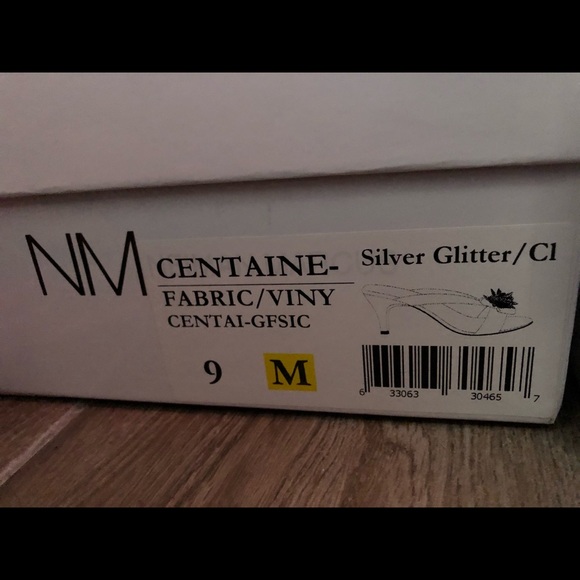 NM
CENTAINE-
FABRIC/VINY
CENTAI-GFSIC
9 M
Silver Glitter/Cl
6 33063 30465 7